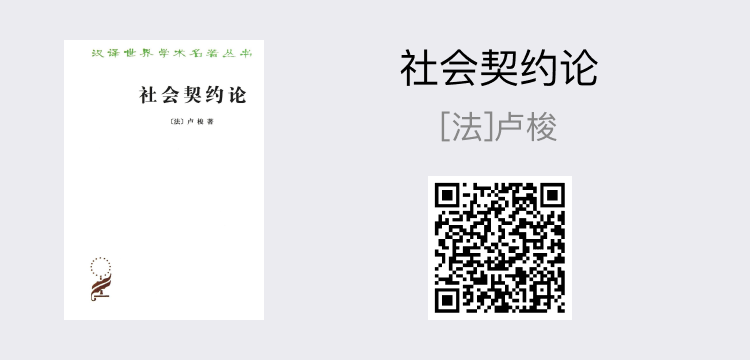 汉译世界学术名著丛书
社会契约论
〔法〕卢 梭 著
社会契约论
[法]卢梭